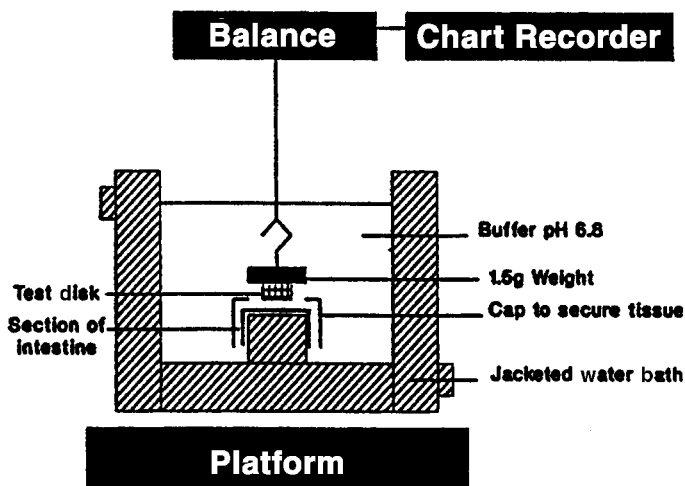 Balance
Chart Recorder
Buffer pH 6.8
1.5g Weight
Test disk
Cap to secure tissue
Section of
intestine
Jacketed water bath
Platform